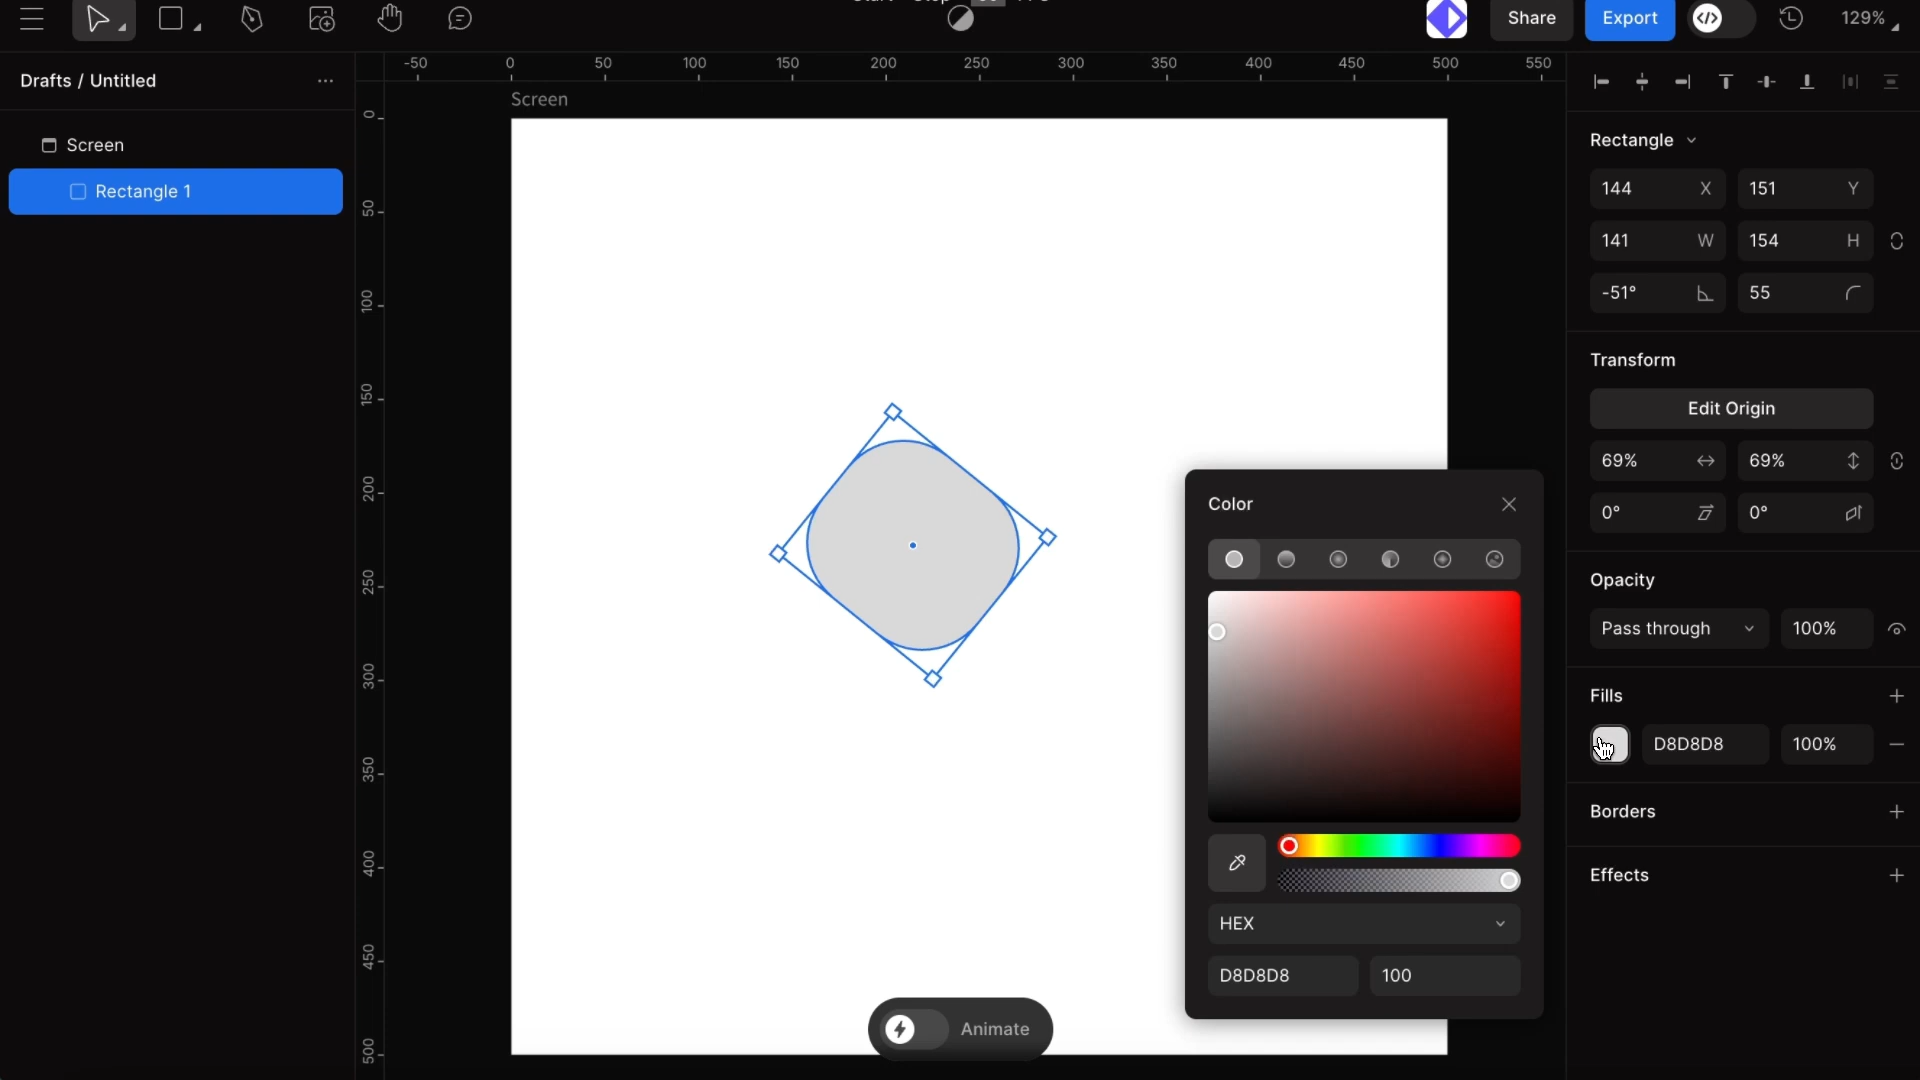 Share
Export
129%
Drafts / Untitled
Screen
Rectangle 1
-50 0 50 100 150 200 250 300 350 400 450 500 550
Screen
0
50
100
150
200
250
300
350
400
450
500
Animate
Color
HEX
D8D8D8 100
Rectangle
144 X 151 Y
141 W 154 H
-51° 55
Transform
Edit Origin
69% 69%
0° 0°
Opacity
Pass through 100%
Fills
D8D8D8 100%
Borders
Effects